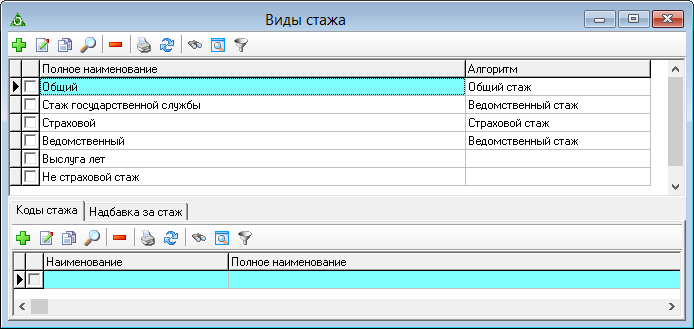 Виды стажа
Полное наименование Алгоритм
Общий Общий стаж
Стаж государственной службы Ведомственный стаж
Страховой Страховой стаж
Ведомственный Ведомственный стаж
Выслуга лет
Не страховой стаж
Коды стажа Надбавка за стаж
Наименование Полное наименование